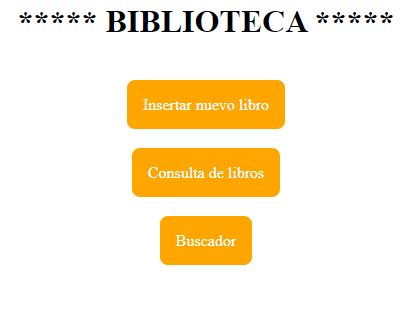 ***** BIBLIOTECA *****
Insertar nuevo libro
Consulta de libros
Buscador